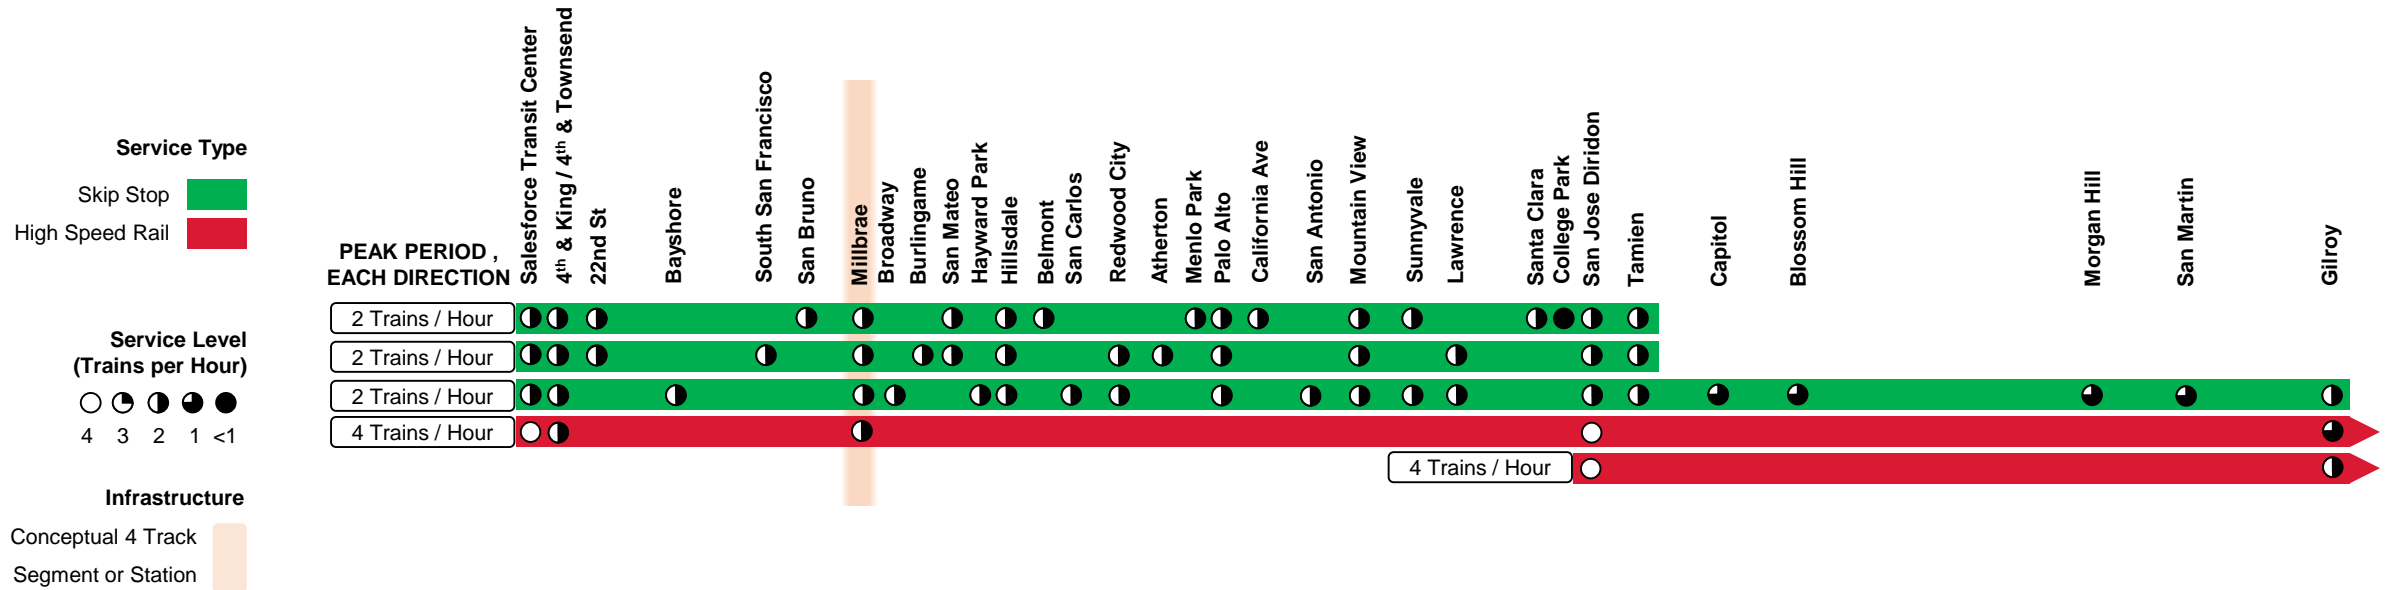 Service Type
Skip Stop
High Speed Rail
Service Level
(Trains per Hour)
4 3 2 1 <1
Infrastructure
Conceptual 4 Track
Segment or Station
PEAK PERIOD ,
EACH DIRECTION
Salesforce Transit Center
4th & King / 4th & Townsend
22nd St
Bayshore
South San Francisco
San Bruno
Millbrae
Broadway
Burlingame
San Mateo
Hayward Park
Hillsdale
Belmont
San Carlos
Redwood City
Atherton
Menlo Park
Palo Alto
California Ave
San Antonio
Mountain View
Sunnyvale
Lawrence
Santa Clara
College Park
San Jose Diridon
Tamien
Capitol
Blossom Hill
Morgan Hill
San Martin
Gilroy
2 Trains / Hour
2 Trains / Hour
2 Trains / Hour
4 Trains / Hour
4 Trains / Hour